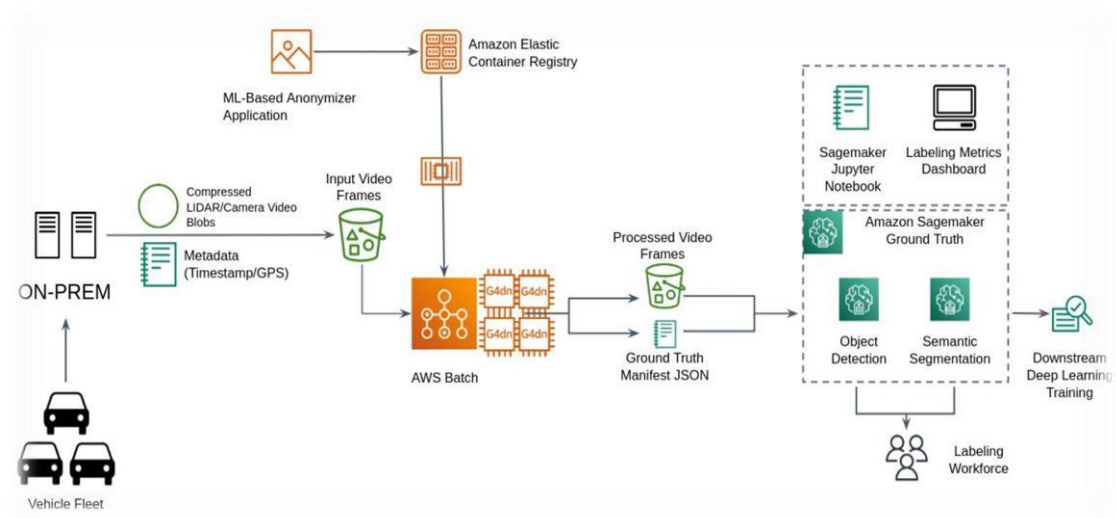 ML-Based Anonymizer
Application
Amazon Elastic
Container Registry
Compressed
LIDAR/Camera Video
Blobs
Metadata
(Timestamp/GPS)
Input Video
Frames
ON-PREM
Vehicle Fleet
AWS Batch
G4dn
G4dn
G4dn
G4dn
Processed Video
Frames
Ground Truth
Manifest JSON
Sagemaker
Jupyter
Notebook
Labeling Metrics
Dashboard
Amazon Sagemaker
Ground Truth
Object
Detection
Semantic
Segmentation
Labeling
Workforce
Downstream
Deep Learning
Training